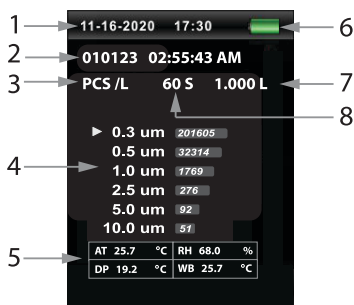 1 11-16-2020 17:30 6
2 010123 02:55:43 AM
3 PCS /L 60 S 1.000 L 7
8
0.3 um 201605
0.5 um 32314
4 1.0 um 1769
2.5 um 276
5.0 um 92
10.0 um 51
5 AT 25.7 °C RH 68.0 %
DP 19.2 °C WB 25.7 °C